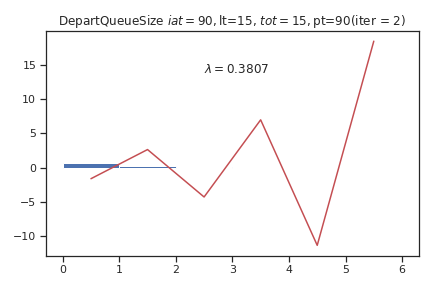 DepartQueueSize iat = 90, lt=15, tot = 15, pt=90(iter = 2)
λ = 0.3807
15
10
5
0
−5
−10
0 1 2 3 4 5 6